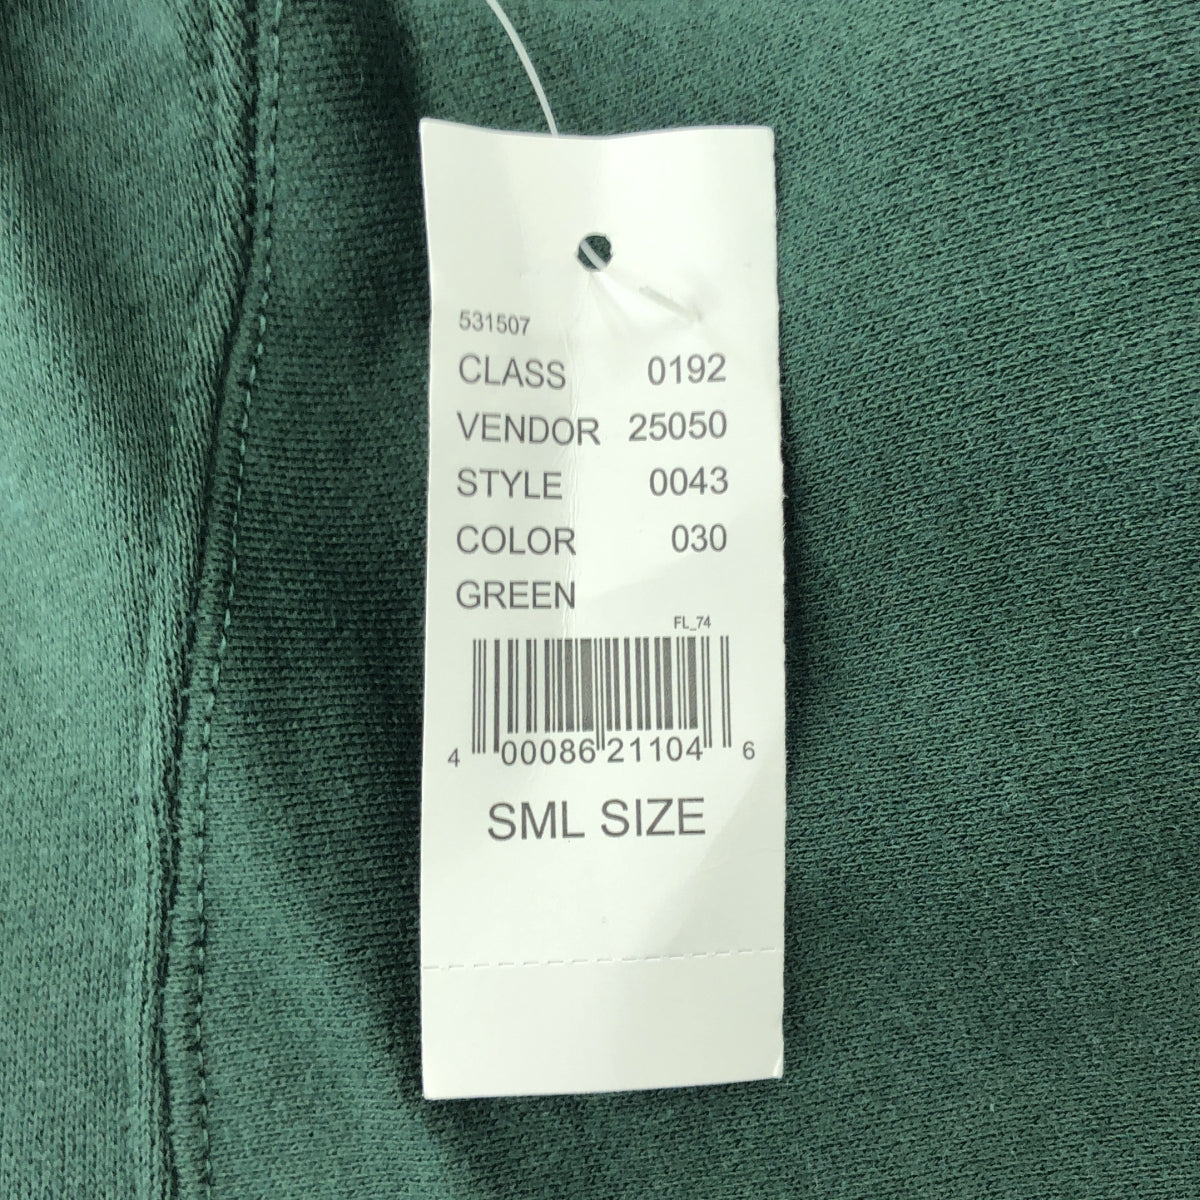 531507
CLASS 0192
VENDOR 25050
STYLE 0043
COLOR 030
GREEN
FL_74
4 00086 21104 6
SML SIZE